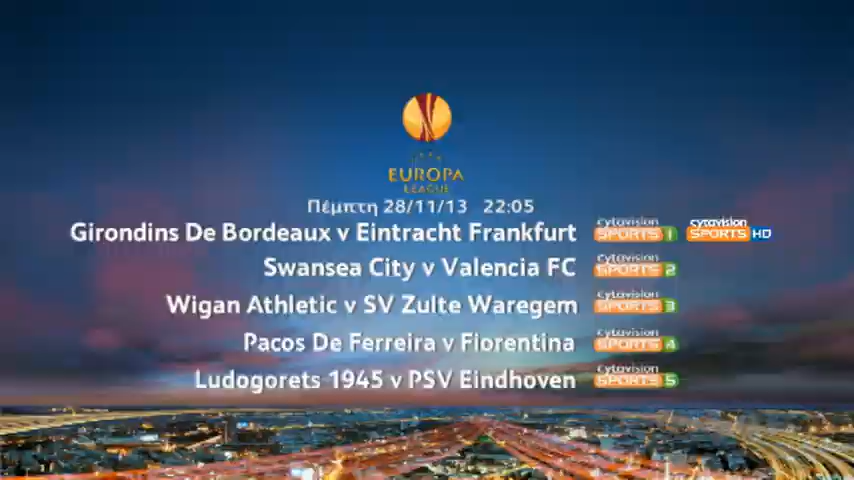 UEFA
EUROPA
LEAGUE
Πέμπτη 28/11/13 22:05
Girondins De Bordeaux v Eintracht Frankfurt cytavision SPORTS 1 cytavision SPORTS HD
Swansea City v Valencia FC cytavision SPORTS 2
Wigan Athletic v SV Zulte Waregem cytavision SPORTS 3
Pacos De Ferreira v Fiorentina cytavision SPORTS 4
Ludogorets 1945 v PSV Eindhoven cytavision SPORTS 5